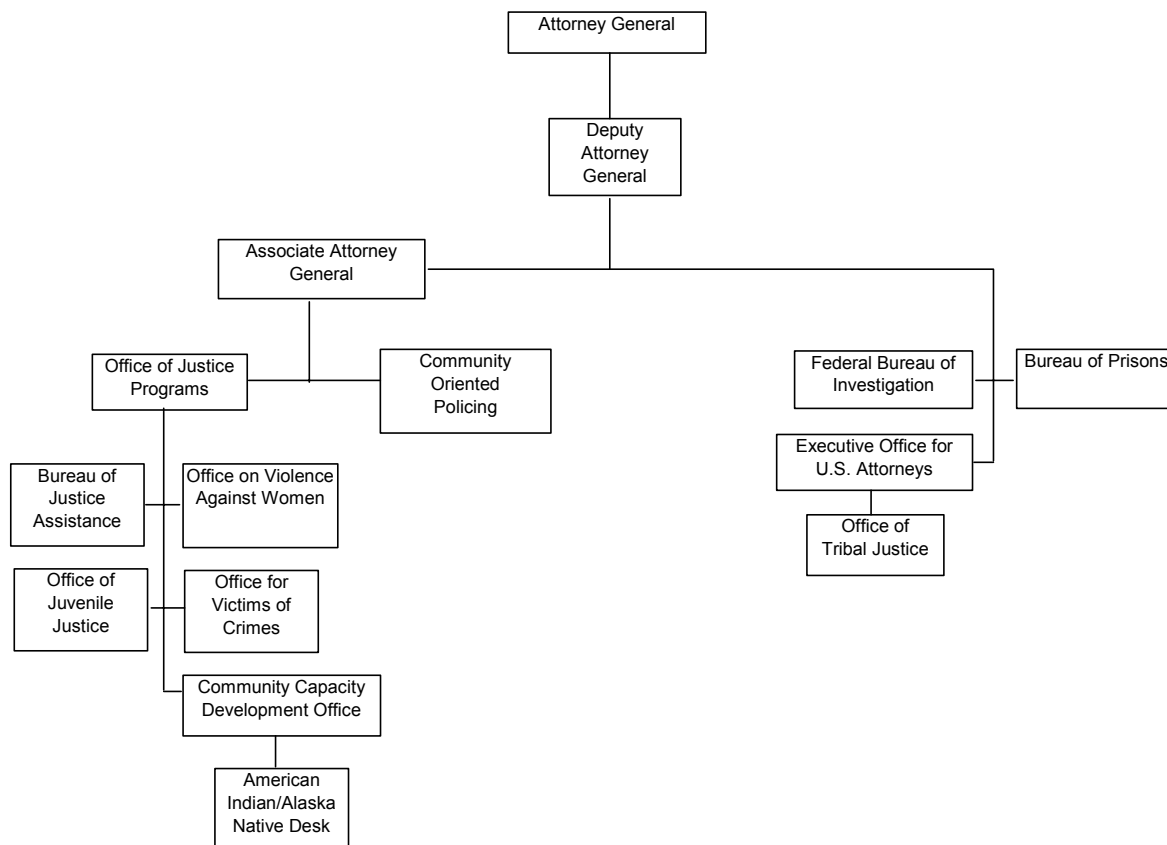 Attorney General
Deputy
Attorney
General
Associate Attorney
General
Office of Justice
Programs
Community
Oriented
Policing
Federal Bureau of
Investigation
Bureau of Prisons
Executive Office for
U.S. Attorneys
Office of
Tribal Justice
Bureau of
Justice
Assistance
Office on Violence
Against Women
Office of
Juvenile
Justice
Office for
Victims of
Crimes
Community Capacity
Development Office
American
Indian/Alaska
Native Desk